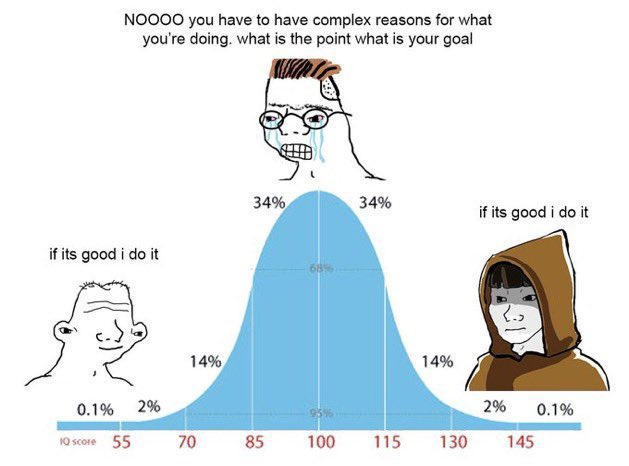 NOOOO you have to have complex reasons for what
you're doing. what is the point what is your goal
34%
34%
if its good i do it
if its good i do it
68%
14%
14%
95%
0.1%
2%
2%
0.1%
IQ score 55 70 85 100 115 130 145